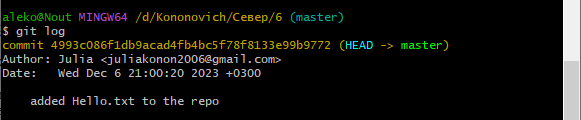 aleko@Nout MINGW64 /d/Kononovich/Север/6 (master)
$ git log
commit 4993c086f1db9acad4fb4bc5f78f8133e99b9772 (HEAD -> master)
Author: Julia <juliakonon2006@gmail.com>
Date:   Wed Dec 6 21:00:20 2023 +0300
    added Hello.txt to the repo